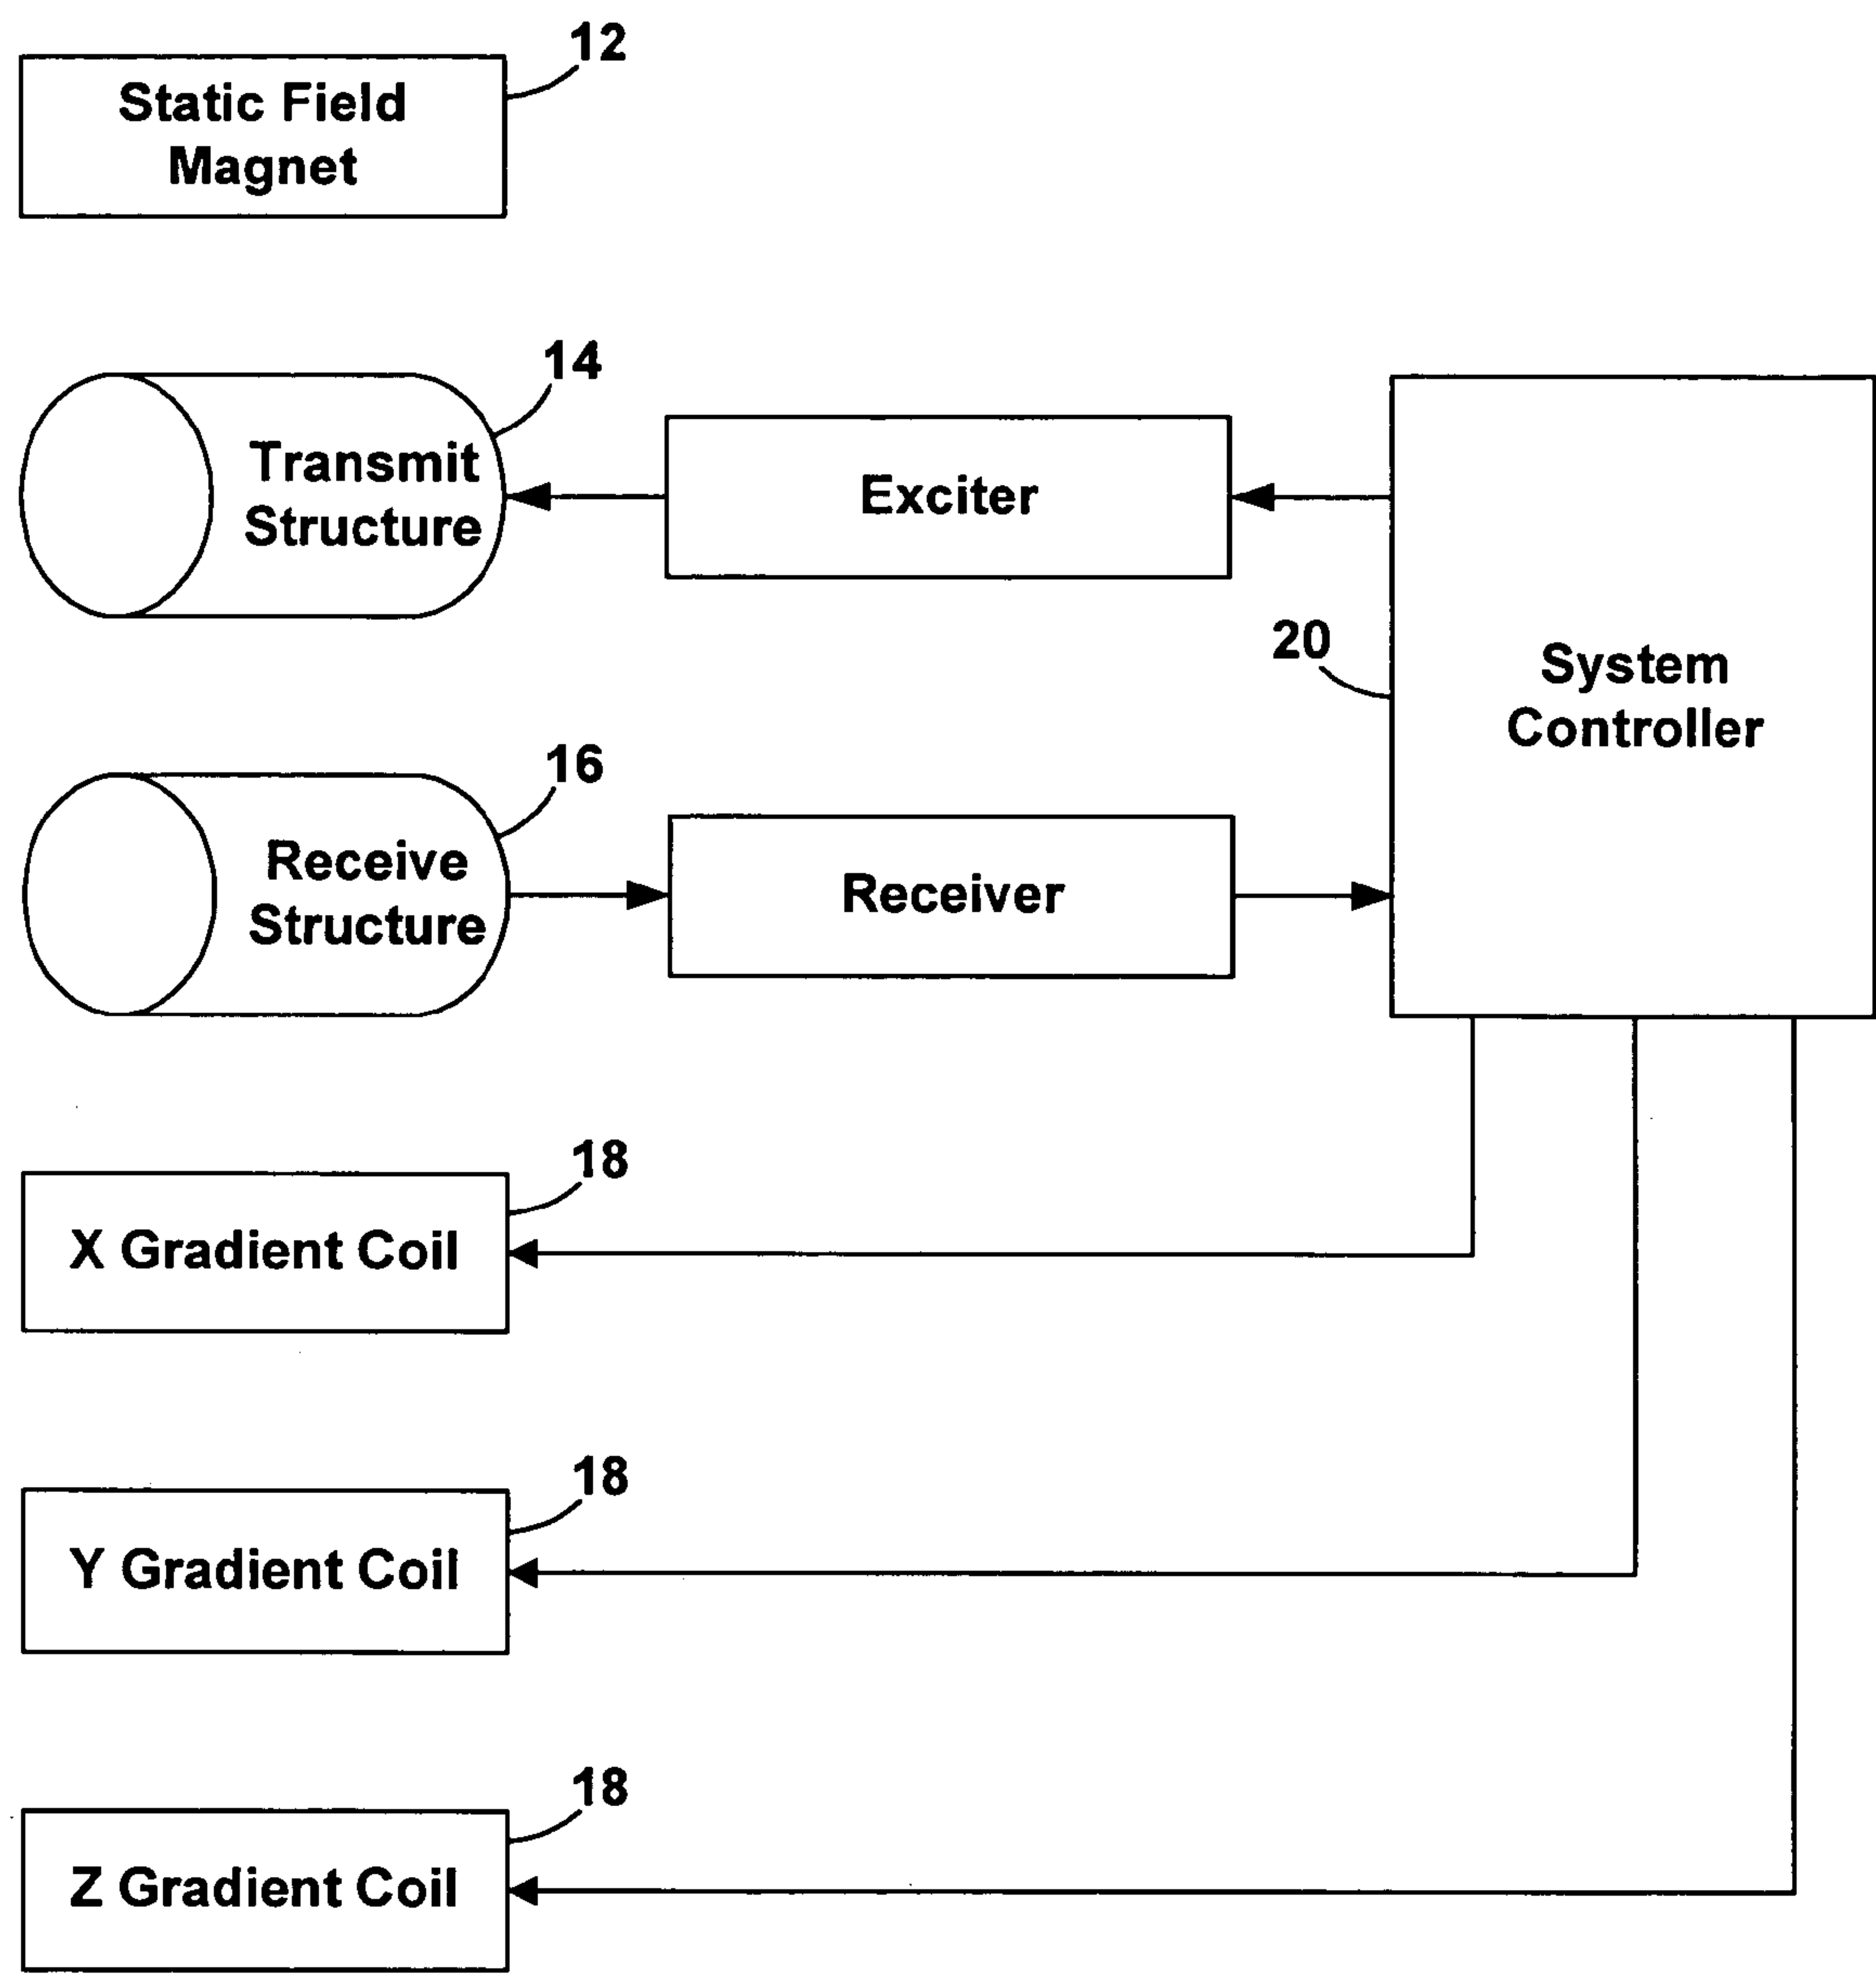 12
Static Field
Magnet
14
Transmit
Structure
Exciter
20
System
Controller
16
Receive
Structure
Receiver
18
X Gradient Coil
18
Y Gradient Coil
18
Z Gradient Coil